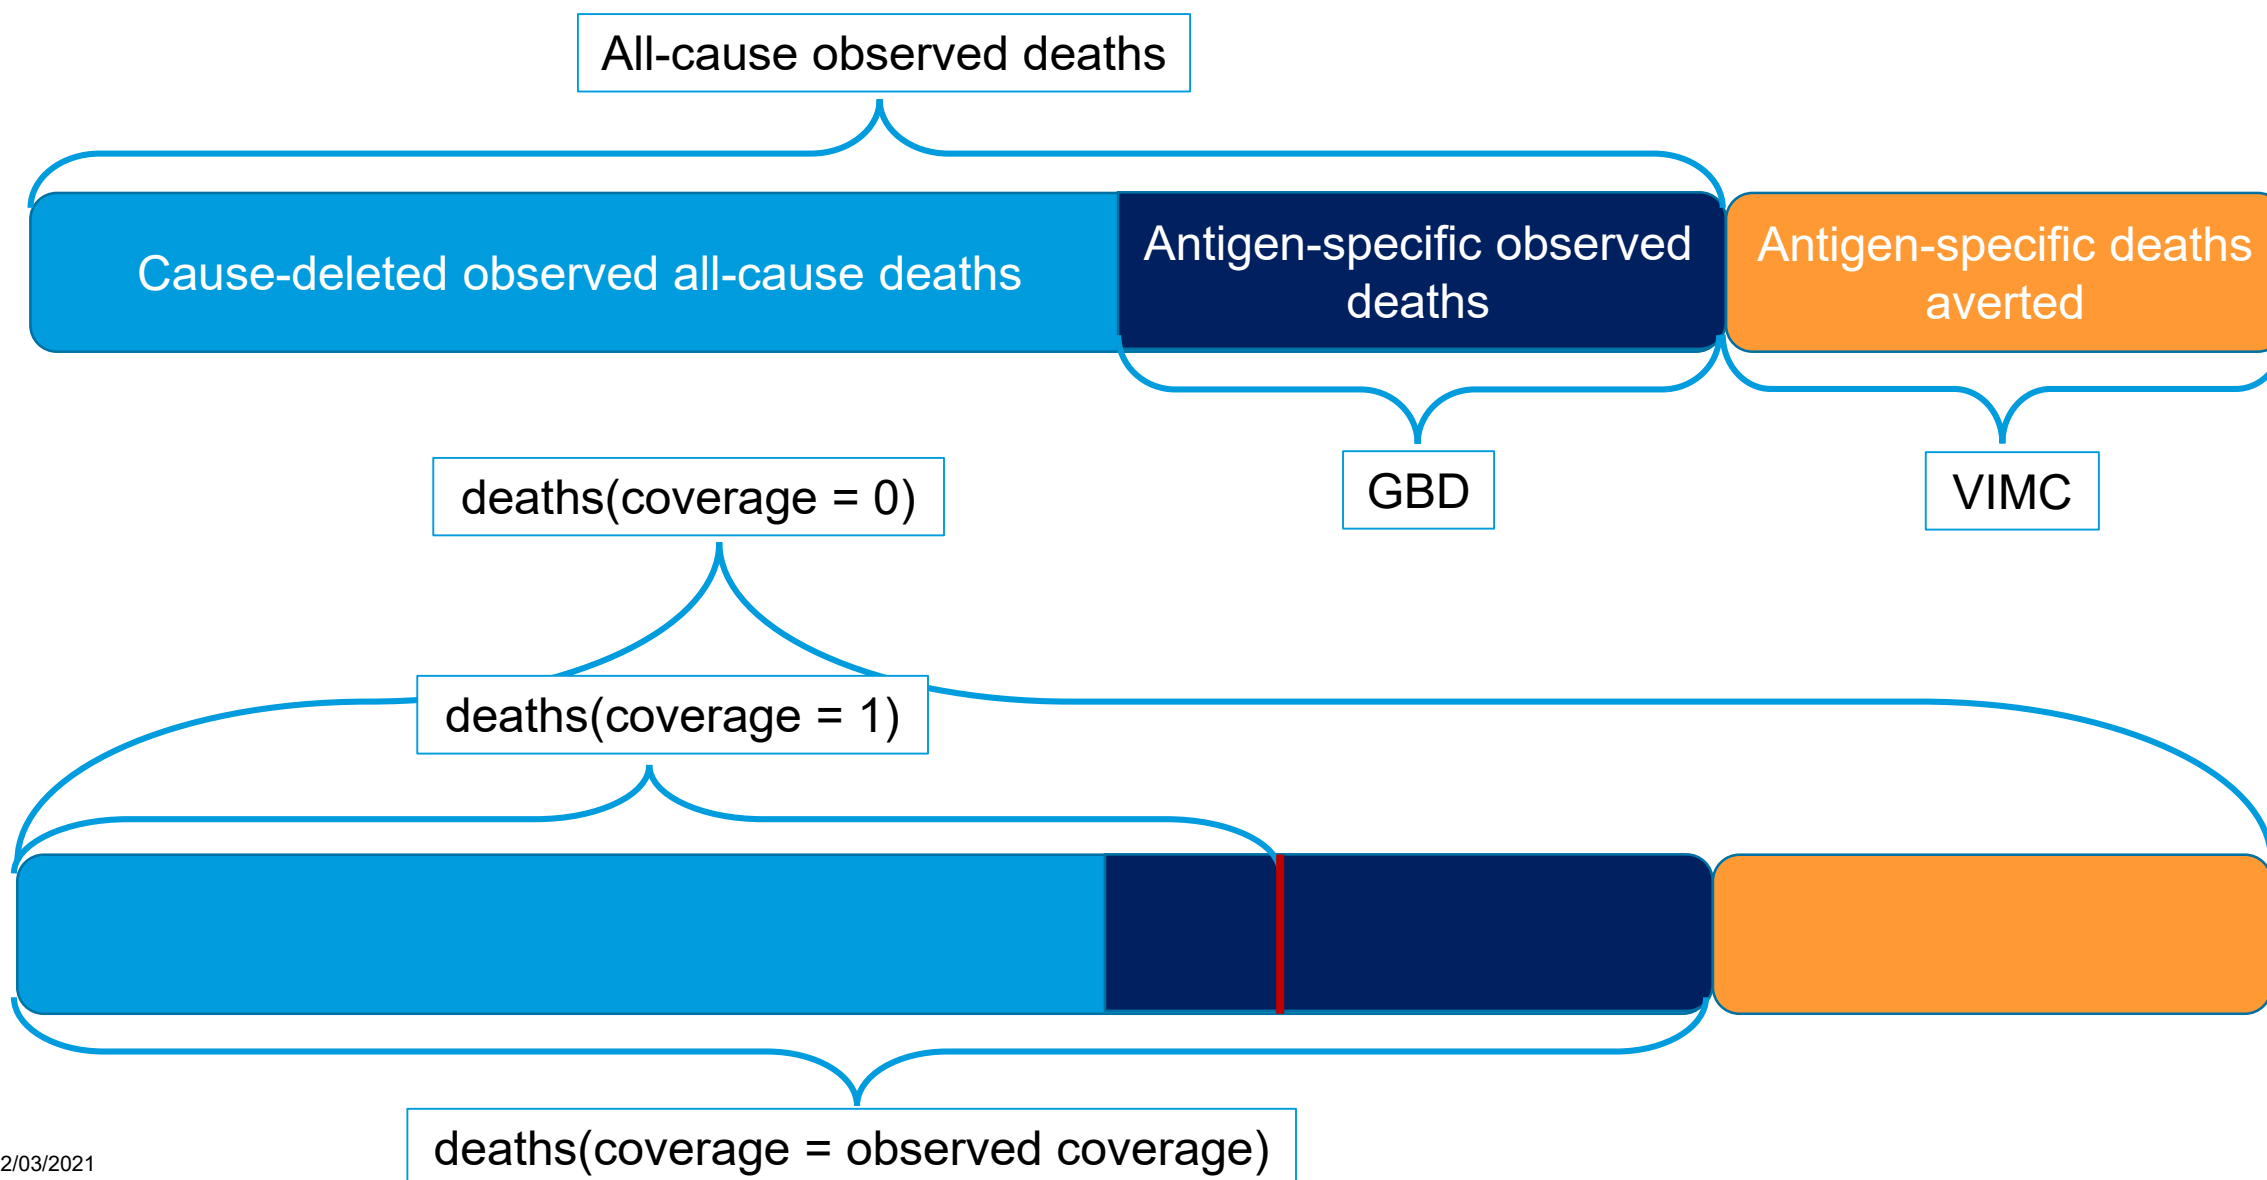 All-cause observed deaths
Cause-deleted observed all-cause deaths
Antigen-specific observed
deaths
Antigen-specific deaths
averted
GBD
VIMC
deaths(coverage = 0)
deaths(coverage = 1)
deaths(coverage = observed coverage)
2/03/2021